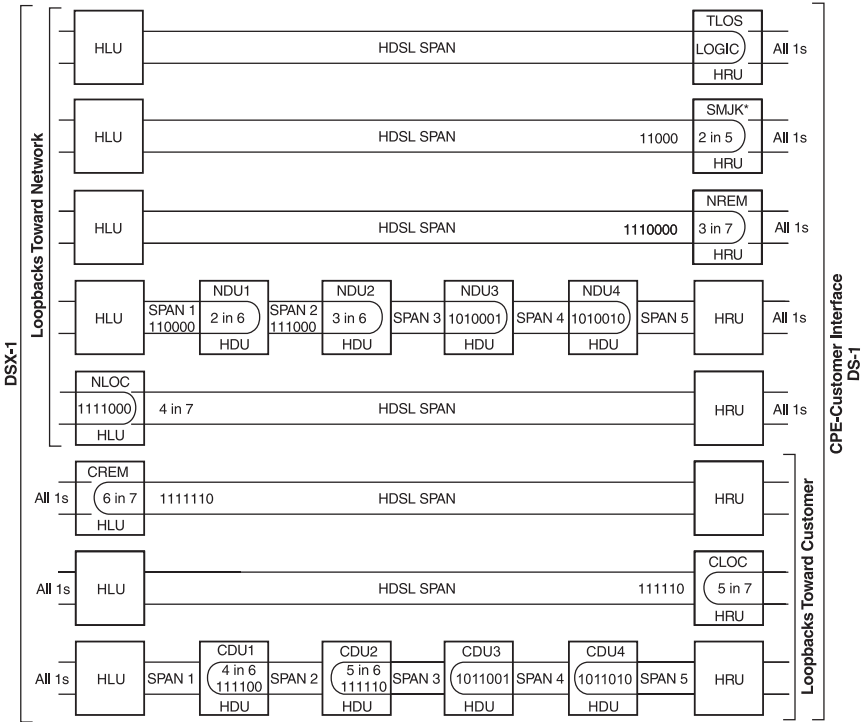 DSX-1
Loopbacks Toward Network
HLU
HDSL SPAN
TLOS
LOGIC
HRU
All 1s
HLU
HDSL SPAN
11000
SMJK*
2 in 5
HRU
All 1s
HLU
HDSL SPAN
1110000
NREM
3 in 7
HRU
All 1s
HLU
SPAN 1
110000
NDU1
2 in 6
HDU
SPAN 2
111000
NDU2
3 in 6
HDU
SPAN 3
NDU3
1010001
HDU
SPAN 4
NDU4
1010010
HDU
SPAN 5
HRU
All 1s
NLOC
1111000
HLU
4 in 7
HDSL SPAN
HRU
All 1s
All 1s
CREM
6 in 7
HLU
1111110
HDSL SPAN
HRU
All 1s
HLU
HDSL SPAN
111110
CLOC
5 in 7
HRU
All 1s
HLU
SPAN 1
CDU1
4 in 6
111100
HDU
SPAN 2
CDU2
5 in 6
111110
HDU
SPAN 3
CDU3
1011001
HDU
SPAN 4
CDU4
1011010
HDU
SPAN 5
HRU
Loopbacks Toward Customer
CPE-Customer Interface
DS-1